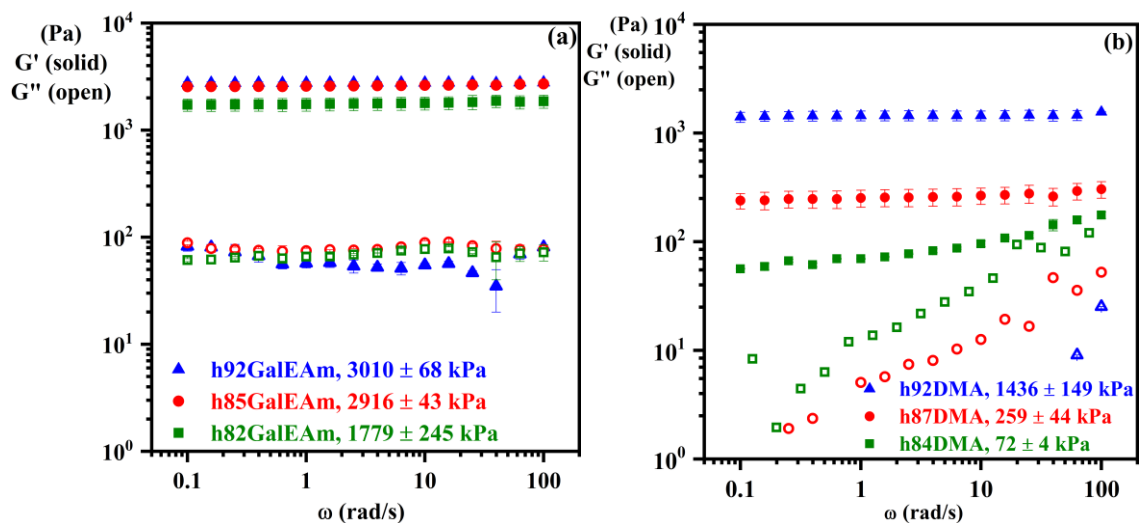 (Pa)
G' (solid)
G" (open)
(a)
10⁴
10³
10²
10¹
10⁰
h92GalEAm, 3010 ± 68 kPa
h85GalEAm, 2916 ± 43 kPa
h82GalEAm, 1779 ± 245 kPa
0.1 1 10 100
ω (rad/s)
(Pa)
G' (solid)
G" (open)
(b)
10⁴
10³
10²
10¹
10⁰
h92DMA, 1436 ± 149 kPa
h87DMA, 259 ± 44 kPa
h84DMA, 72 ± 4 kPa
0.1 1 10 100
ω (rad/s)